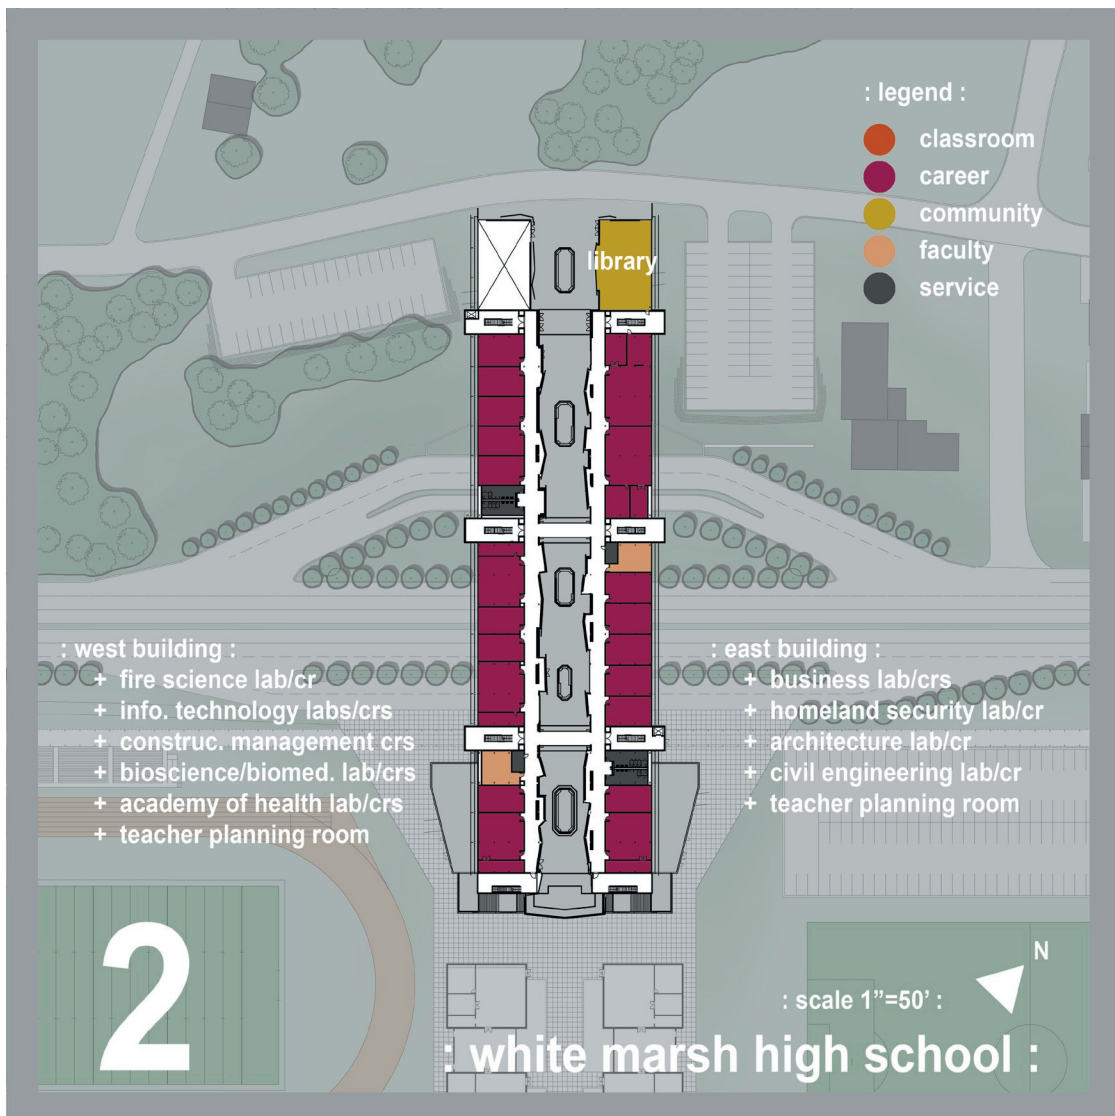 : legend :
classroom
career
community
faculty
service
library
: west building :
+ fire science lab/cr
+ info. technology labs/crs
+ construc. management crs
+ bioscience/biomed. lab/crs
+ academy of health lab/crs
+ teacher planning room
: east building :
+ business lab/crs
+ homeland security lab/cr
+ architecture lab/cr
+ civil engineering lab/cr
+ teacher planning room
2
N
: scale 1”=50’ :
: white marsh high school :